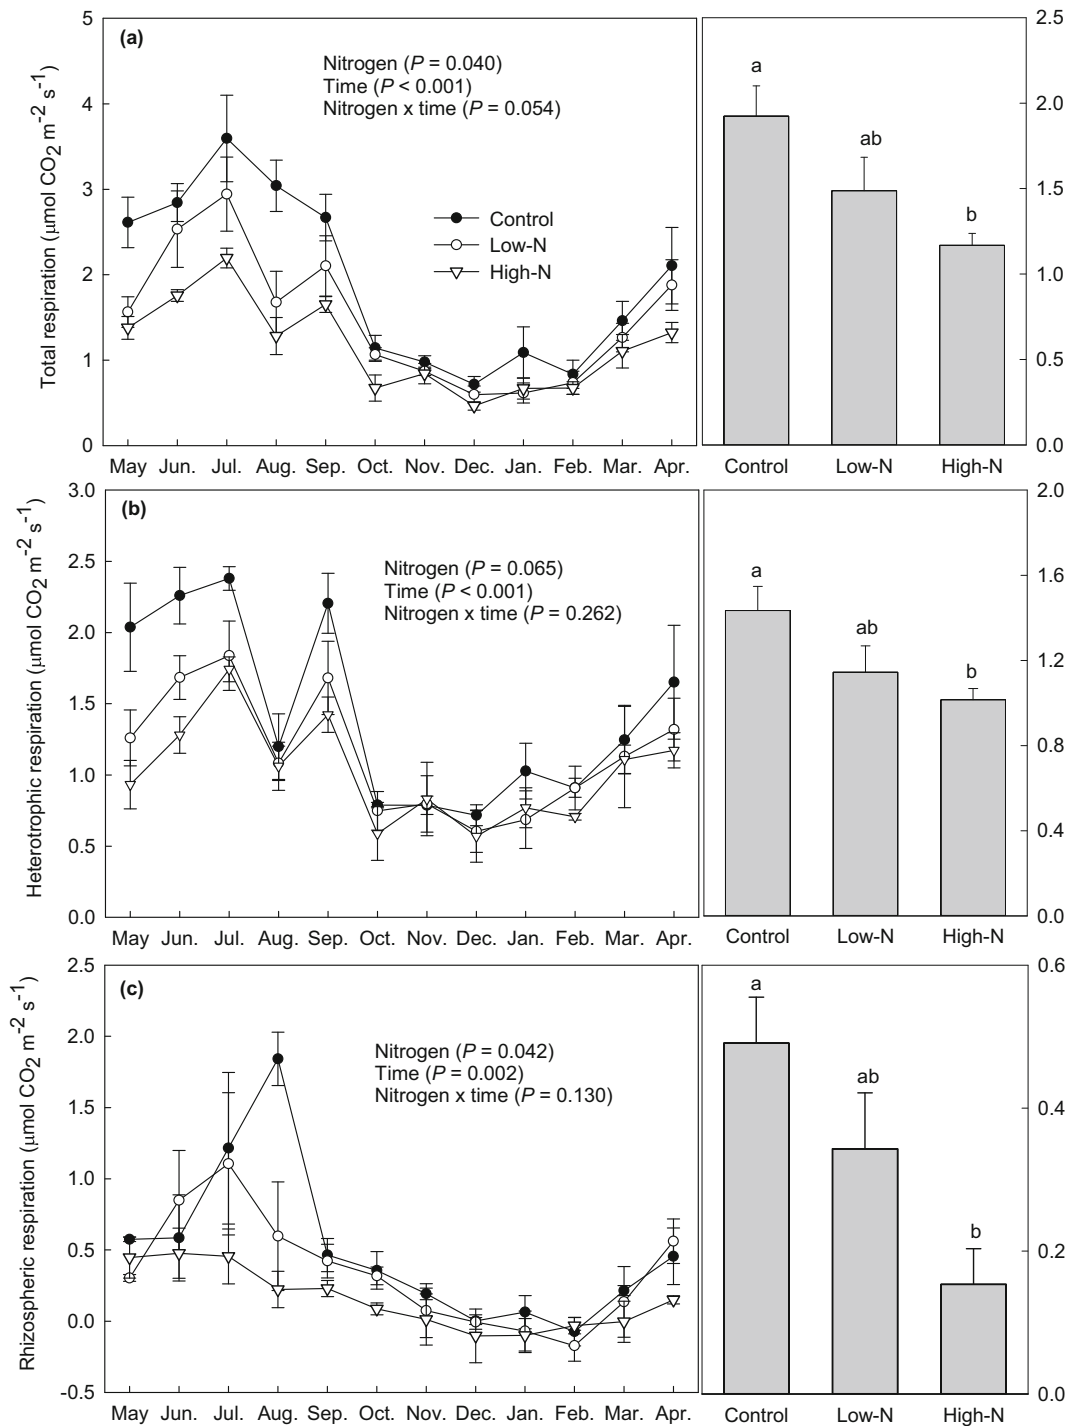 (a)
Nitrogen (P = 0.040)
Time (P < 0.001)
Nitrogen x time (P = 0.054)
Control
Low-N
High-N
Total respiration (μmol CO2 m-2 s-1)
5
4
3
2
1
0
May Jun. Jul. Aug. Sep. Oct. Nov. Dec. Jan. Feb. Mar. Apr.
a
ab
b
2.5
2.0
1.5
1.0
0.5
0.0
Control Low-N High-N
(b)
Nitrogen (P = 0.065)
Time (P < 0.001)
Nitrogen x time (P = 0.262)
Heterotrophic respiration (μmol CO2 m-2 s-1)
3.0
2.5
2.0
1.5
1.0
0.5
0.0
May Jun. Jul. Aug. Sep. Oct. Nov. Dec. Jan. Feb. Mar. Apr.
a
ab
b
2.0
1.6
1.2
0.8
0.4
0.0
Control Low-N High-N
(c)
Nitrogen (P = 0.042)
Time (P = 0.002)
Nitrogen x time (P = 0.130)
Rhizospheric respiration (μmol CO2 m-2 s-1)
2.0
1.5
1.0
0.5
0.0
-0.5
May Jun. Jul. Aug. Sep. Oct. Nov. Dec. Jan. Feb. Mar. Apr.
a
ab
b
0.6
0.4
0.2
0.0
Control Low-N High-N